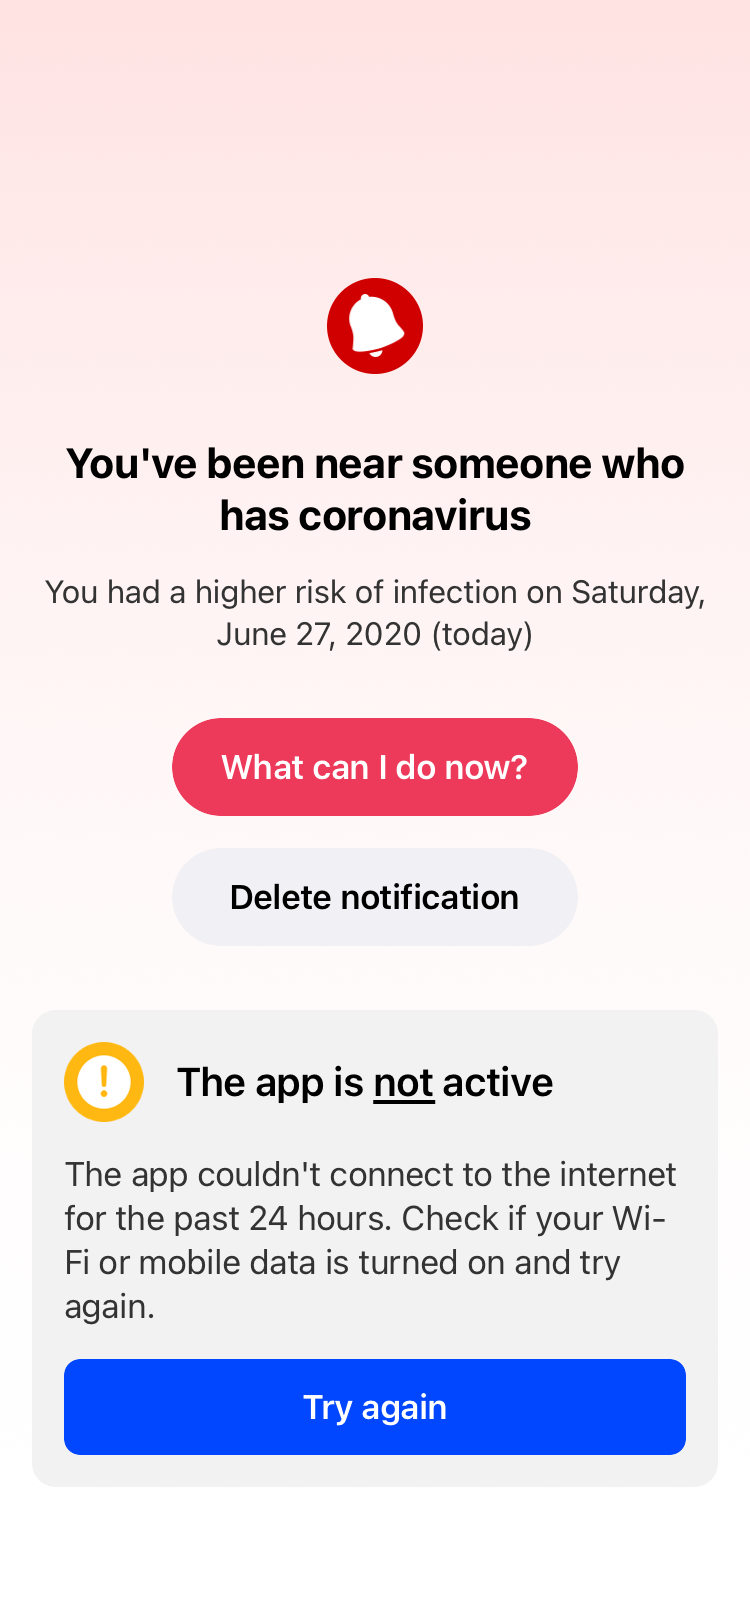 You've been near someone who
has coronavirus
You had a higher risk of infection on Saturday,
June 27, 2020 (today)
What can I do now?
Delete notification
The app is not active
The app couldn't connect to the internet
for the past 24 hours. Check if your Wi-
Fi or mobile data is turned on and try
again.
Try again